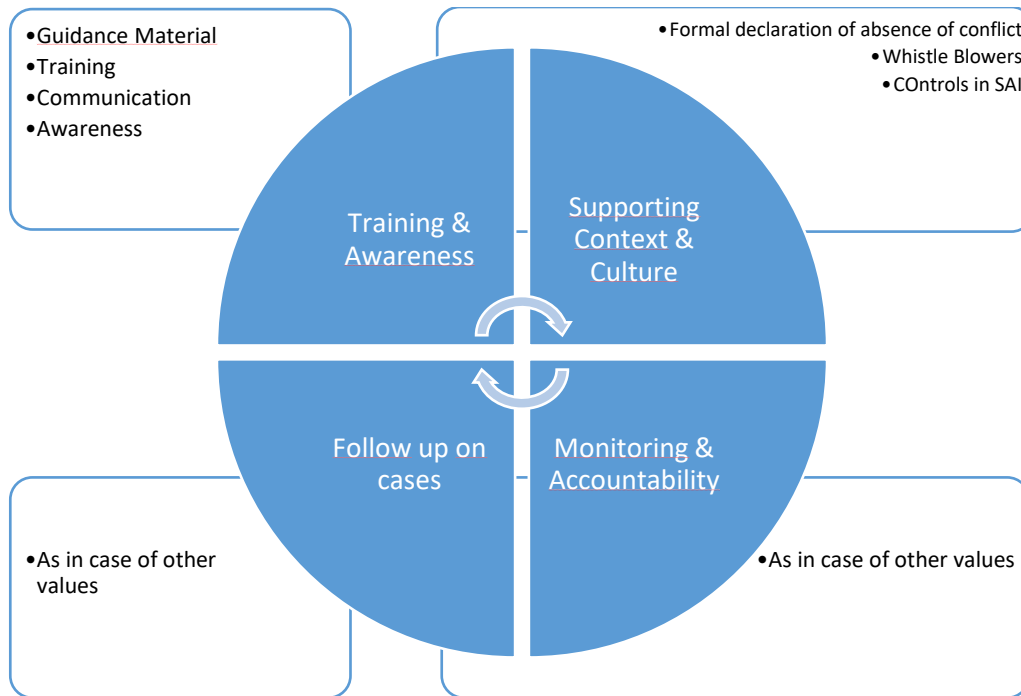 •Guidance Material
•Training
•Communication
•Awareness
•Formal declaration of absence of conflict
•Whistle Blowers
•COntrols in SAI
Training &
Awareness
Supporting
Context &
Culture
Follow up on
cases
Monitoring &
Accountability
•As in case of other
values
•As in case of other values